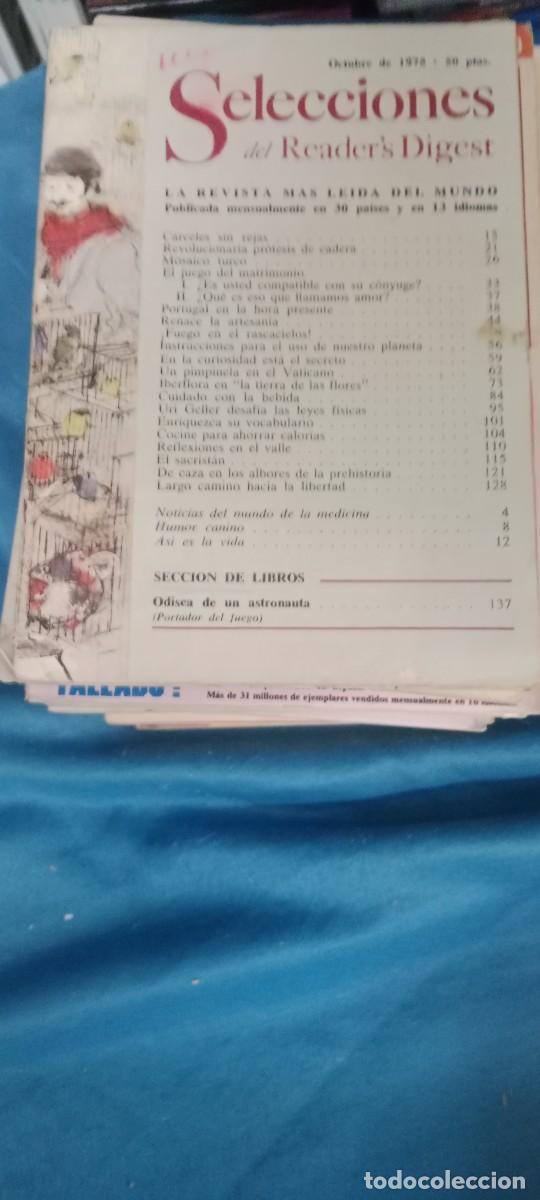 Octubre de 1975 · 50 ptas.
Selecciones
del Reader's Digest
LA REVISTA MAS LEIDA DEL MUNDO
Publicada mensualmente en 30 países y en 13 idiomas
Cárceles sin rejas 15
Revolucionaria prótesis de cadera 21
Mosaico turco 26
El juego del matrimonio
I ¿Es usted compatible con su cónyuge? 33
II ¿Qué es eso que llamamos amor? 37
Portugal en la hora presente 38
Renace la artesanía 44
¡Fuego en el rascacielos!
Instrucciones para el uso de nuestro planeta 56
En la curiosidad está el secreto 59
Un pimpinela en el Vaticano 62
Iberflora en "la tierra de las flores" 73
Cuidado con la bebida 84
Uri Geller desafía las leyes físicas 95
Enriquezca su vocabulario 101
Cocine para ahorrar calorías 104
Reflexiones en el valle 110
El sacristán 115
De caza en los albores de la prehistoria 121
Largo camino hacia la libertad 128
Noticias del mundo de la medicina 4
Humor canino 8
Así es la vida 12
SECCION DE LIBROS
Odisea de un astronauta 137
(Portador del fuego)
TALLADO?
Más de 31 millones de ejemplares vendidos mensualmente en 16
todocoleccion